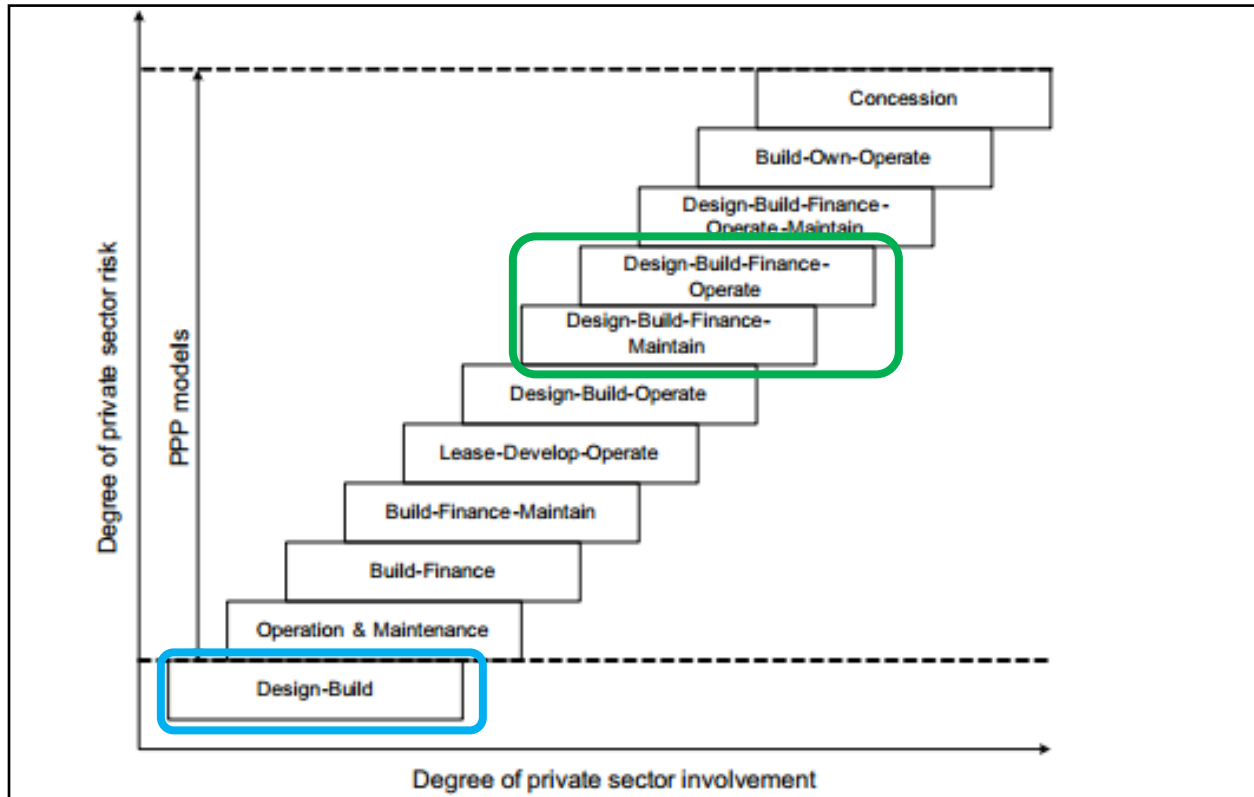 Concession
Build-Own-Operate
Design-Build-Finance-
Operate-Maintain
Design-Build-Finance-
Operate
Design-Build-Finance-
Maintain
Design-Build-Operate
Lease-Develop-Operate
Build-Finance-Maintain
Build-Finance
Operation & Maintenance
Design-Build
PPP models
Degree of private sector risk
Degree of private sector involvement